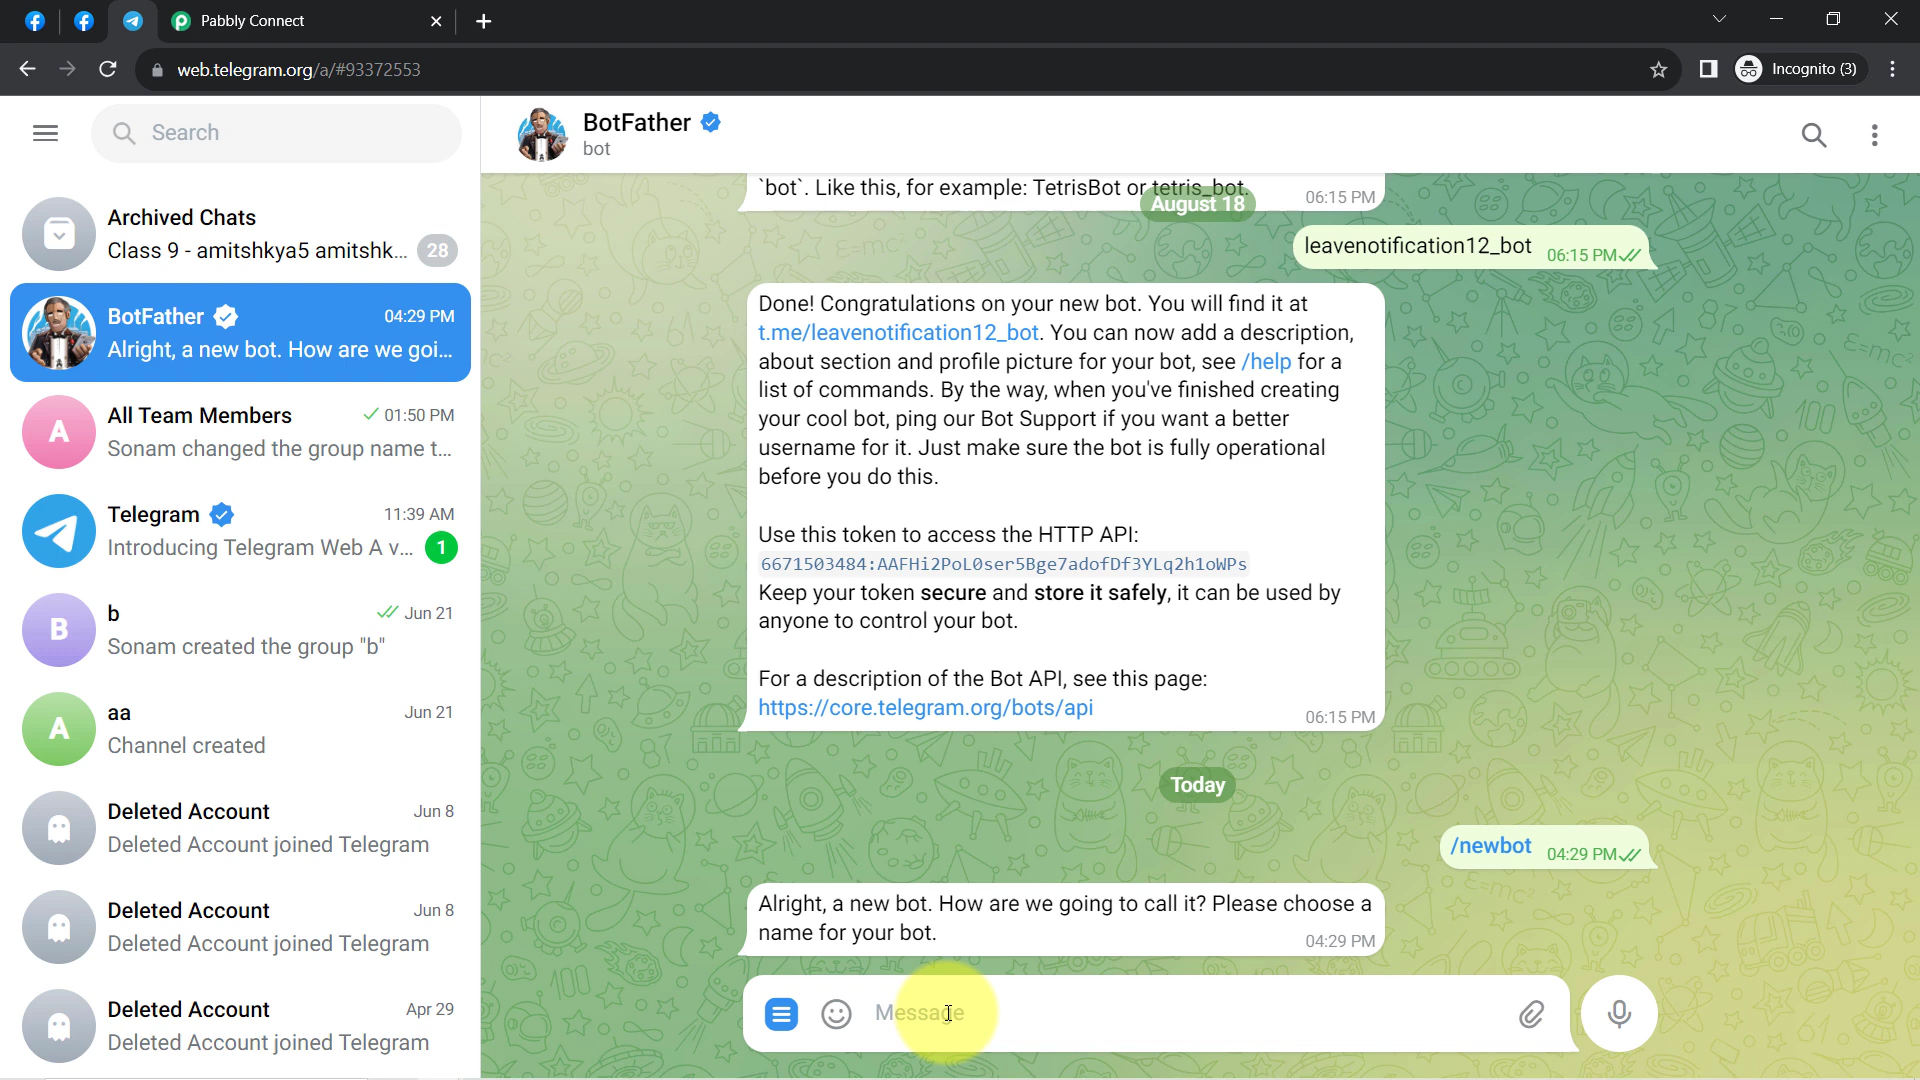 Pabbly Connect
web.telegram.org/a/#93372553
Incognito (3)
Search
Archived Chats
Class 9 - amitshkya5 amitshk... 28
BotFather 04:29 PM
Alright, a new bot. How are we goi...
All Team Members 01:50 PM
Sonam changed the group name t...
Telegram 11:39 AM
Introducing Telegram Web A v... 1
b Jun 21
Sonam created the group "b"
aa Jun 21
Channel created
Deleted Account Jun 8
Deleted Account joined Telegram
Deleted Account Jun 8
Deleted Account joined Telegram
Deleted Account Apr 29
Deleted Account joined Telegram
A
B
A
BotFather
bot
`bot`. Like this, for example: TetrisBot or tetris_bot. 06:15 PM
August 18
leavenotification12_bot 06:15 PM
Done! Congratulations on your new bot. You will find it at
t.me/leavenotification12_bot. You can now add a description,
about section and profile picture for your bot, see /help for a
list of commands. By the way, when you've finished creating
your cool bot, ping our Bot Support if you want a better
username for it. Just make sure the bot is fully operational
before you do this.
Use this token to access the HTTP API:
6671503484:AAFHi2PoL0ser5Bge7adofDf3YLq2h1oWPs
Keep your token secure and store it safely, it can be used by
anyone to control your bot.
For a description of the Bot API, see this page:
https://core.telegram.org/bots/api 06:15 PM
Today
/newbot 04:29 PM
Alright, a new bot. How are we going to call it? Please choose a
name for your bot. 04:29 PM
Message